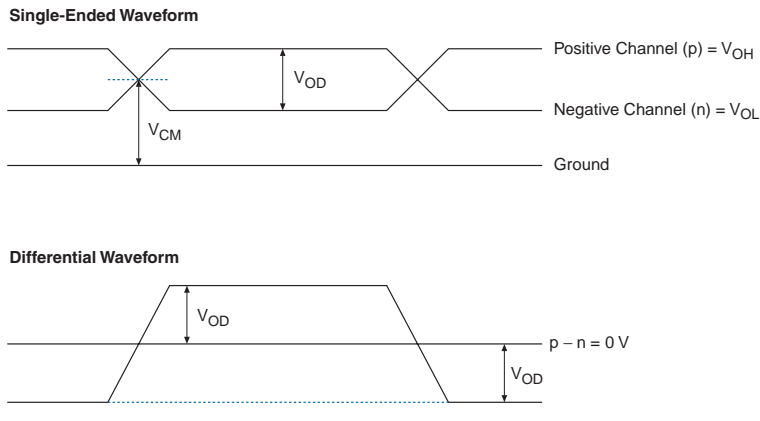 Single-Ended Waveform
Positive Channel (p) = VOH
VOD
Negative Channel (n) = VOL
VCM
Ground
Differential Waveform
VOD
p – n = 0 V
VOD